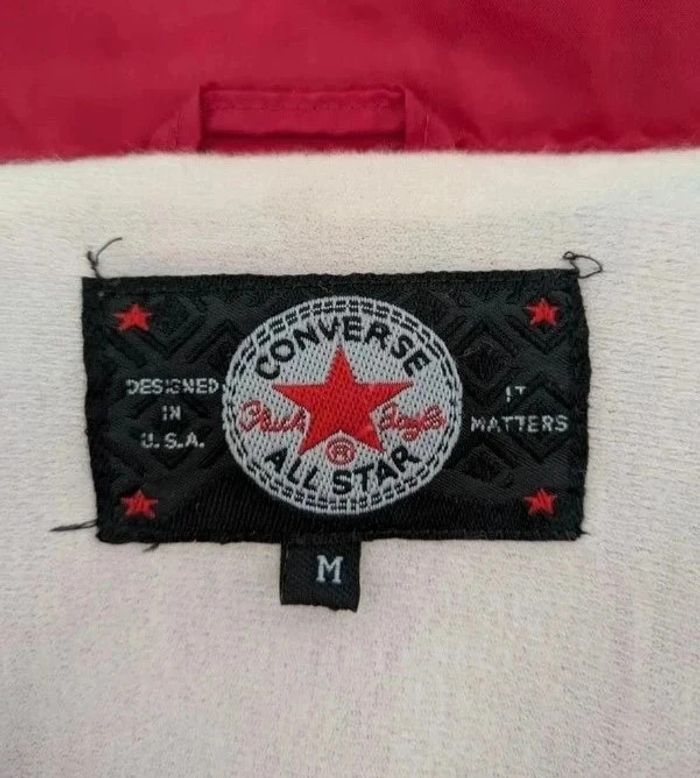 CONVERSE
DESIGNED
IN
U.S.A.
Chuck Taylor
®
ALL STAR
IT
MATTERS
M